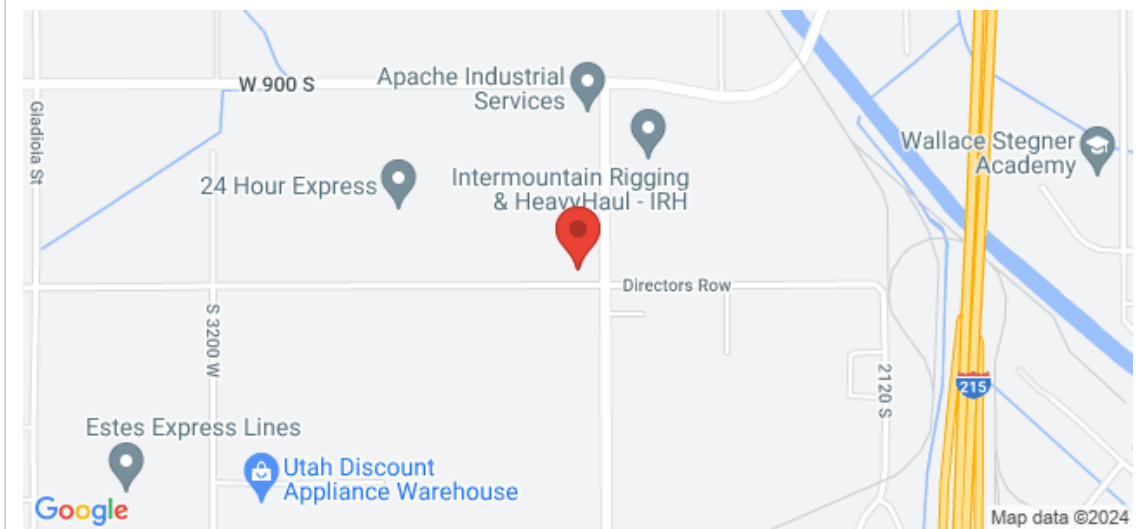 W 900 S
Apache Industrial
Services
Gladiola St
Wallace Stegner
Academy
24 Hour Express
Intermountain Rigging
& HeavyHaul - IRH
Directors Row
S 3200 W
2120 S
215
Estes Express Lines
Utah Discount
Appliance Warehouse
Google
Map data ©2024